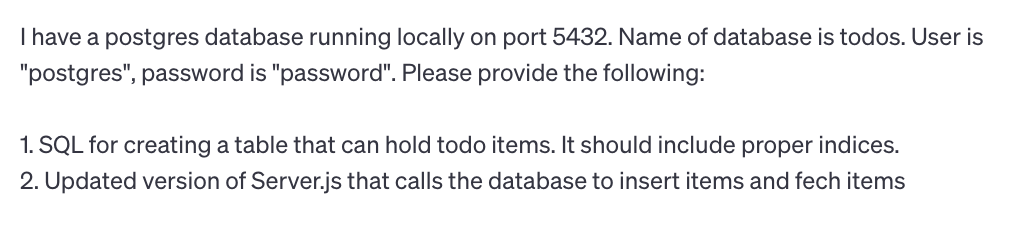 I have a postgres database running locally on port 5432. Name of database is todos. User is
"postgres", password is "password". Please provide the following:
1. SQL for creating a table that can hold todo items. It should include proper indices.
2. Updated version of Server.js that calls the database to insert items and fech items